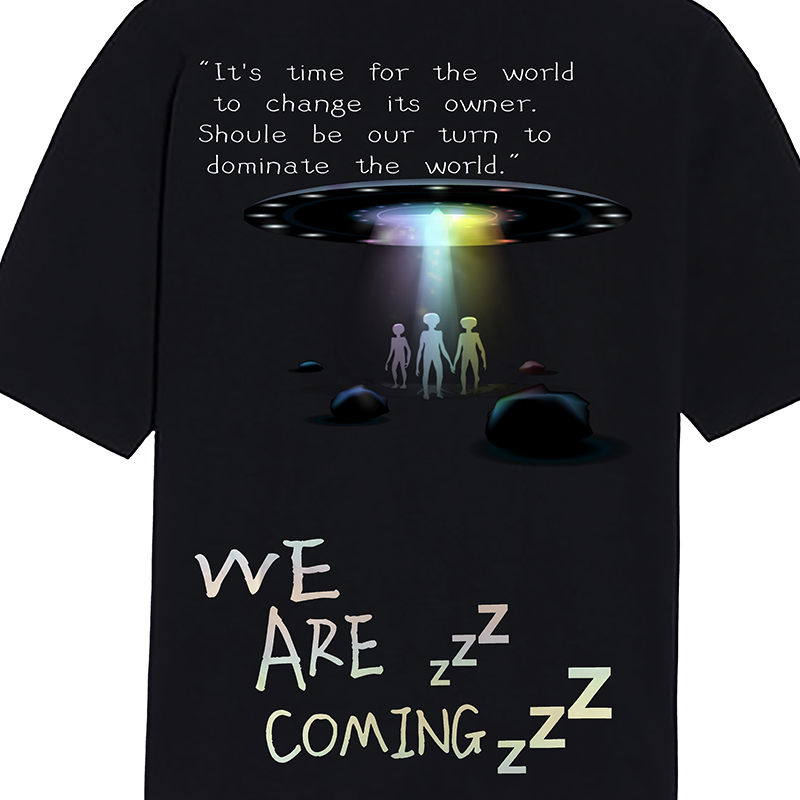 “It's time for the world
to change its owner.
Shoule be our turn to
dominate the world.”
WE
ARE zzz
COMING zzz